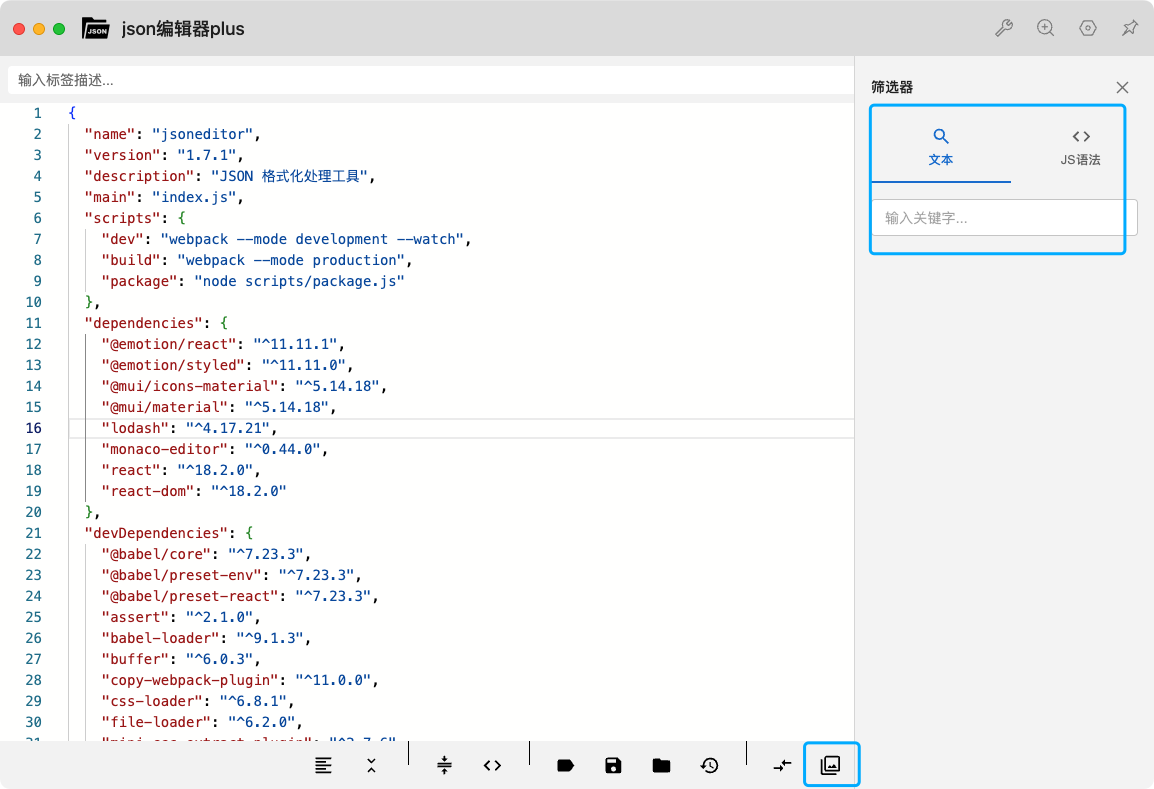 JSON json编辑器plus
输入标签描述...
1 {
2 "name": "jsoneditor",
3 "version": "1.7.1",
4 "description": "JSON 格式化处理工具",
5 "main": "index.js",
6 "scripts": {
7 "dev": "webpack --mode development --watch",
8 "build": "webpack --mode production",
9 "package": "node scripts/package.js"
10 },
11 "dependencies": {
12 "@emotion/react": "^11.11.1",
13 "@emotion/styled": "^11.11.0",
14 "@mui/icons-material": "^5.14.18",
15 "@mui/material": "^5.14.18",
16 "lodash": "^4.17.21",
17 "monaco-editor": "^0.44.0",
18 "react": "^18.2.0",
19 "react-dom": "^18.2.0"
20 },
21 "devDependencies": {
22 "@babel/core": "^7.23.3",
23 "@babel/preset-env": "^7.23.3",
24 "@babel/preset-react": "^7.23.3",
25 "assert": "^2.1.0",
26 "babel-loader": "^9.1.3",
27 "buffer": "^6.0.3",
28 "copy-webpack-plugin": "^11.0.0",
29 "css-loader": "^6.8.1",
30 "file-loader": "^6.2.0",
31 "mini-css-extract-plugin": "^2.7.6"
筛选器
文本 JS语法
输入关键字...